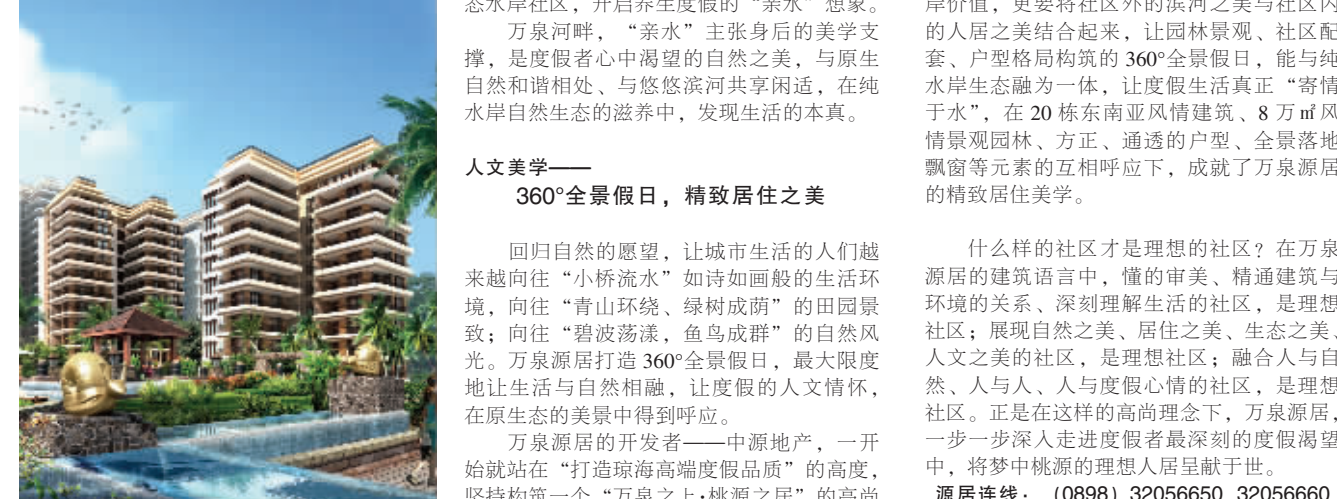 态水岸社区，开启养生度假的“亲水”想象。
万泉河畔，“亲水”主张身后的美学支
撑，是度假者心中渴望的自然之美，与原生
自然和谐相处、与悠悠滨河共享闲适，在纯
水岸自然生态的滋养中，发现生活的本真。
人文美学——
360°全景假日，精致居住之美
回归自然的愿望，让城市生活的人们越
来越向往“小桥流水”如诗如画般的生活环
境，向往“青山环绕、绿树成荫”的田园景
致；向往“碧波荡漾，鱼鸟成群”的自然风
光。万泉源居打造 360°全景假日，最大限度
地让生活与自然相融，让度假的人文情怀，
在原生态的美景中得到呼应。
万泉源居的开发者——中源地产，一开
始就站在“打造琼海高端度假品质”的高度，
坚持构筑一个“万泉之上·桃源之居”的高尚
岸价值，更要将社区外的滨河之美与社区内
的人居之美结合起来，让园林景观、社区配
套、户型格局构筑的 360°全景假日，能与纯
水岸生态融为一体，让度假生活真正“寄情
于水”，在 20 栋东南亚风情建筑、8 万㎡风
情景观园林、方正、通透的户型、全景落地
飘窗等元素的互相呼应下，成就了万泉源居
的精致居住美学。
什么样的社区才是理想的社区？在万泉
源居的建筑语言中，懂的审美、精通建筑与
环境的关系、深刻理解生活的社区，是理想
社区；展现自然之美、居住之美、生态之美、
人文之美的社区，是理想社区；融合人与自
然、人与人、人与度假心情的社区，是理想
社区。正是在这样的高尚理念下，万泉源居，
一步一步深入走进度假者最深刻的度假渴望
中，将梦中桃源的理想人居呈献于世。
源居连线：（0898）32056650 32056660